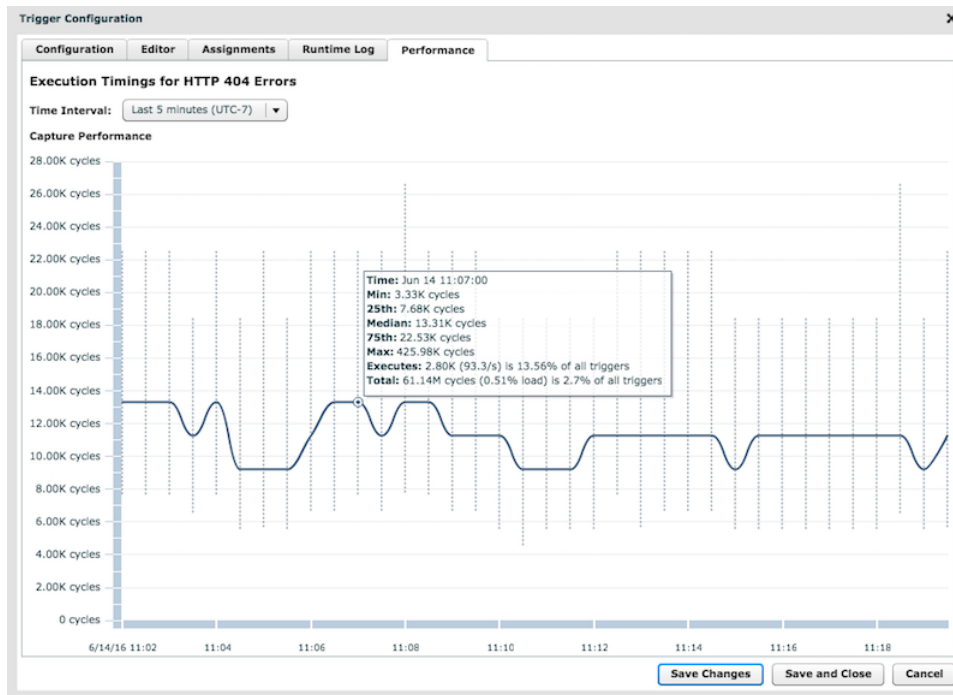 Trigger Configuration
Configuration Editor Assignments Runtime Log Performance
Execution Timings for HTTP 404 Errors
Time Interval: Last 5 minutes (UTC-7)
Capture Performance
28.00K cycles
26.00K cycles
24.00K cycles
22.00K cycles
20.00K cycles
18.00K cycles
16.00K cycles
14.00K cycles
12.00K cycles
10.00K cycles
8.00K cycles
6.00K cycles
4.00K cycles
2.00K cycles
0 cycles
Time: Jun 14 11:07:00
Min: 3.33K cycles
25th: 7.68K cycles
Median: 13.31K cycles
75th: 22.53K cycles
Max: 425.98K cycles
Executes: 2.80K (93.3/s) is 13.56% of all triggers
Total: 61.14M cycles (0.51% load) is 2.7% of all triggers
6/14/16 11:02 11:04 11:06 11:08 11:10 11:12 11:14 11:16 11:18
Save Changes Save and Close Cancel